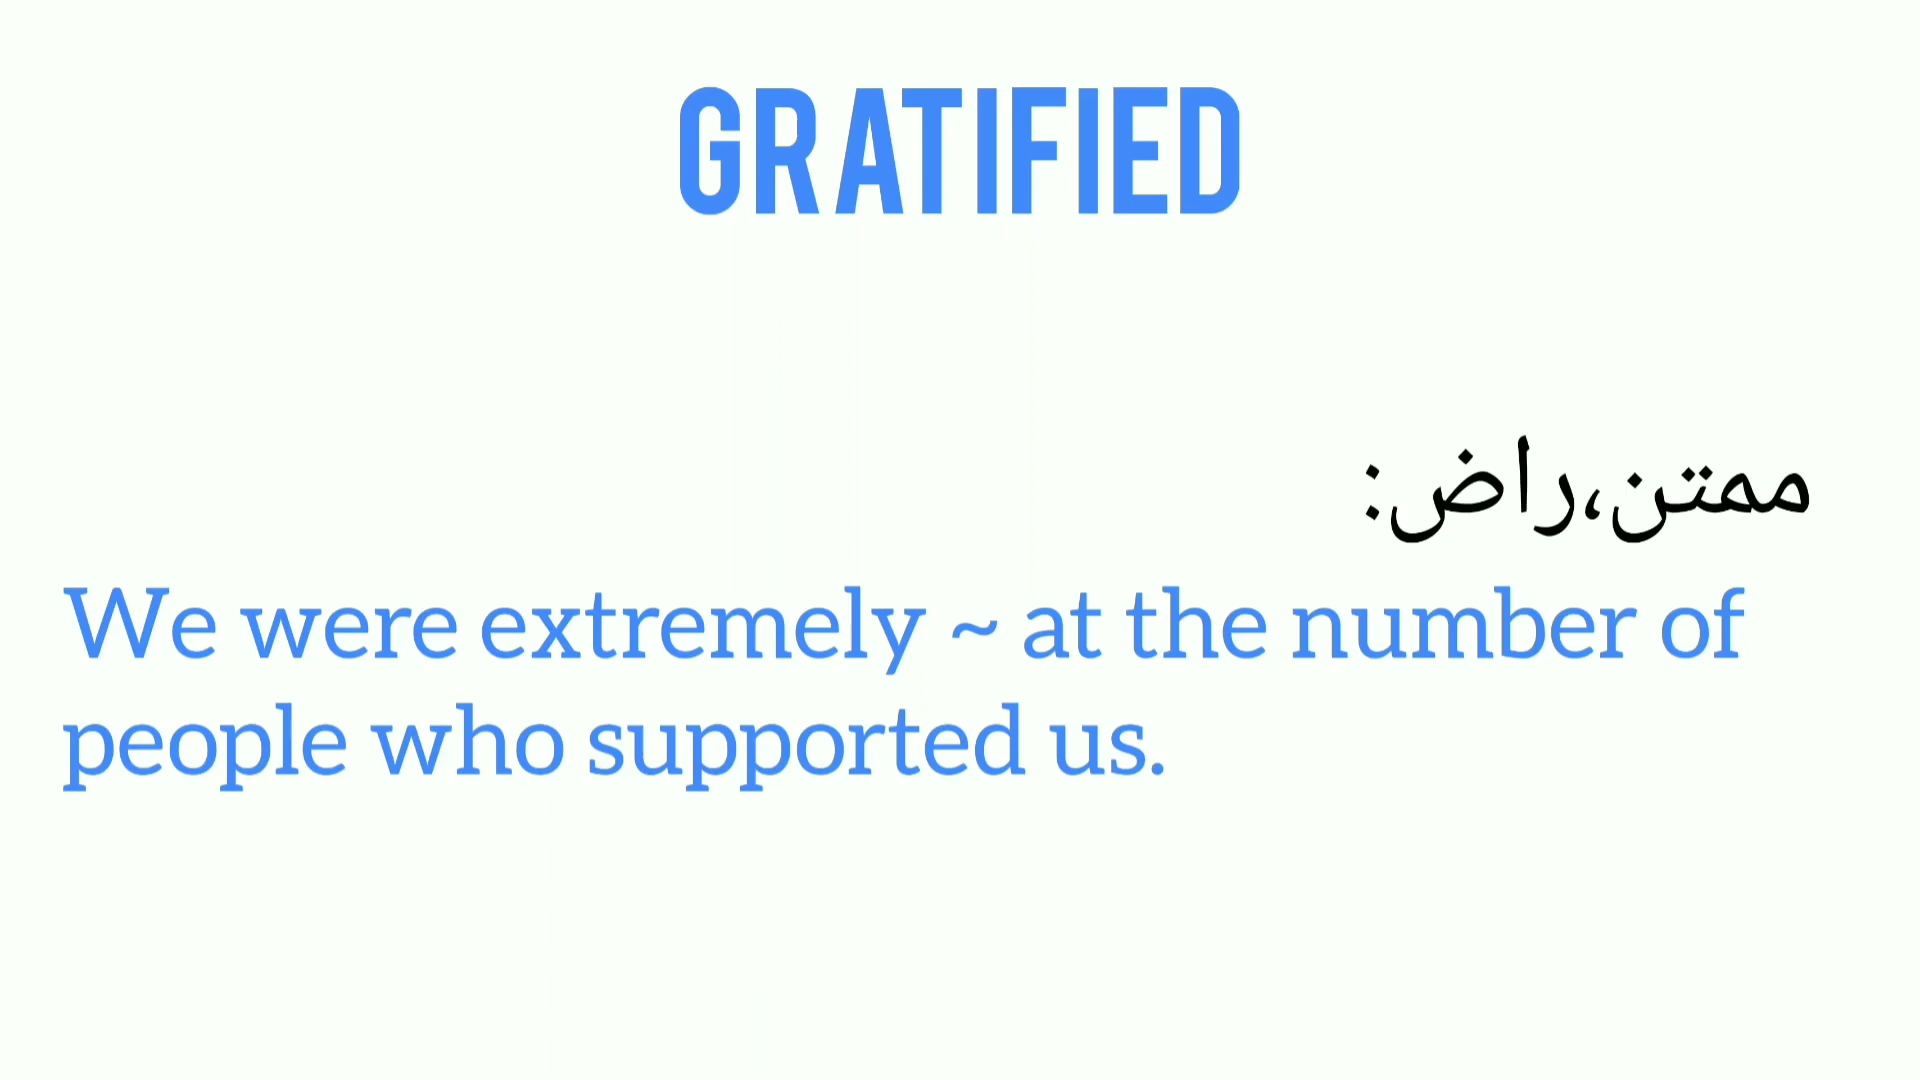 GRATIFIED
ممتن،راض:
We were extremely ~ at the number of
people who supported us.